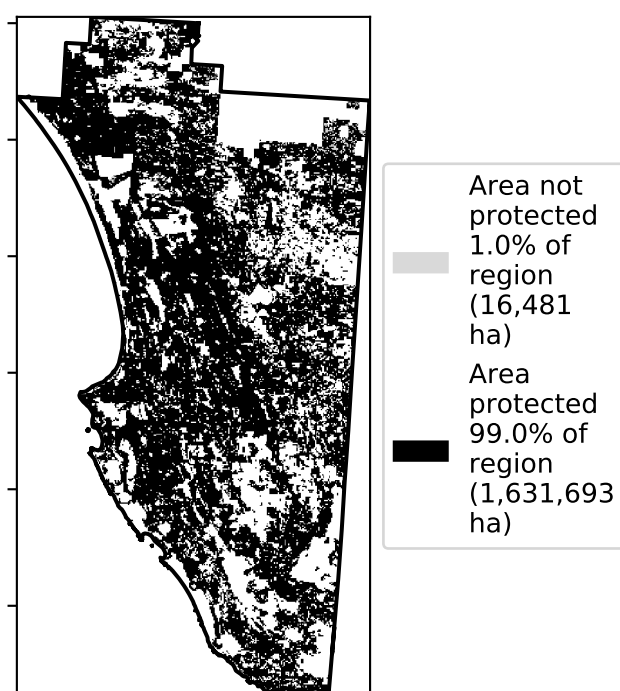 Area not
protected
1.0% of
region
(16,481
ha)
Area
protected
99.0% of
region
(1,631,693
ha)